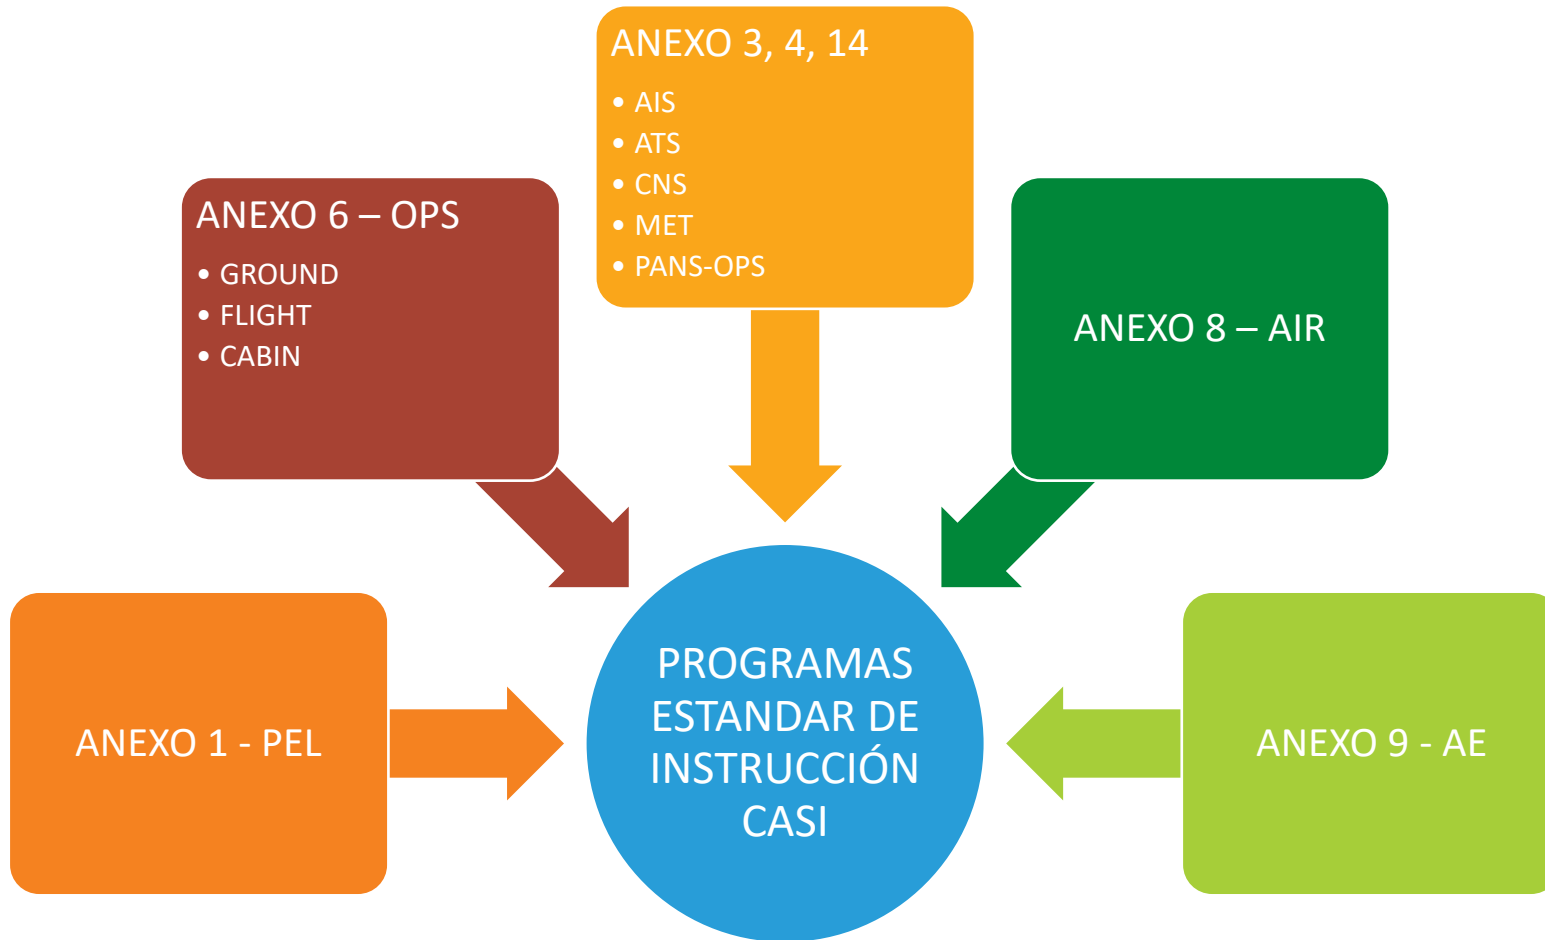 ANEXO 3, 4, 14
• AIS
• ATS
• CNS
• MET
• PANS-OPS
ANEXO 6 – OPS
• GROUND
• FLIGHT
• CABIN
ANEXO 8 – AIR
ANEXO 1 - PEL
PROGRAMAS
ESTANDAR DE
INSTRUCCIÓN
CASI
ANEXO 9 - AE